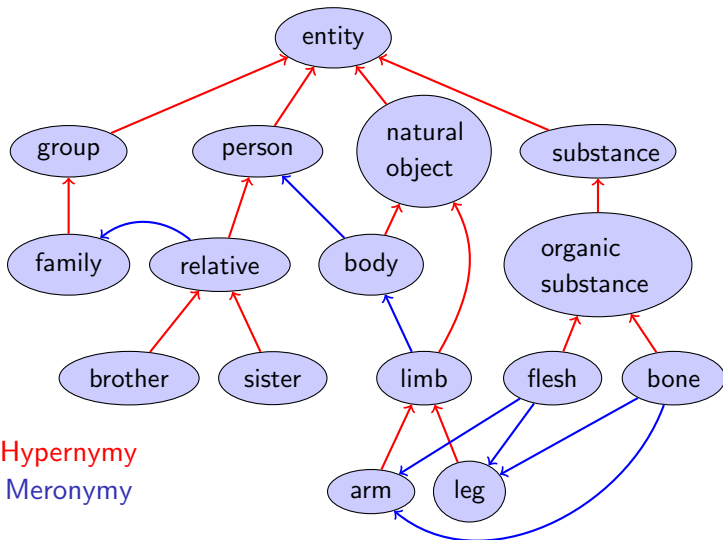 entity
group
person
natural
object
substance
family
relative
body
organic
substance
brother
sister
limb
flesh
bone
Hypernymy
Meronymy
arm
leg